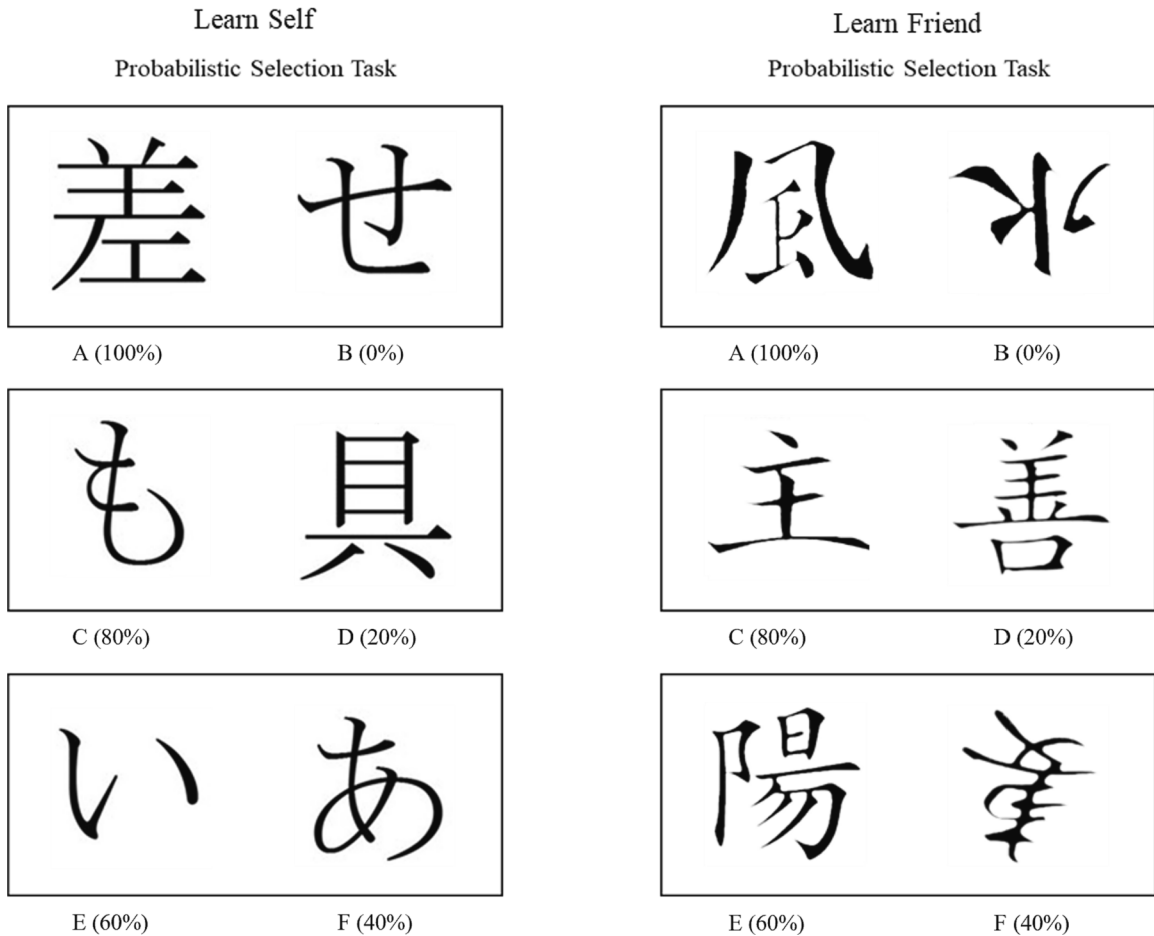 Learn Self
Probabilistic Selection Task
差 せ
A (100%) B (0%)
も 具
C (80%) D (20%)
い あ
E (60%) F (40%)
Learn Friend
Probabilistic Selection Task
風
A (100%) B (0%)
主 善
C (80%) D (20%)
陽
E (60%) F (40%)